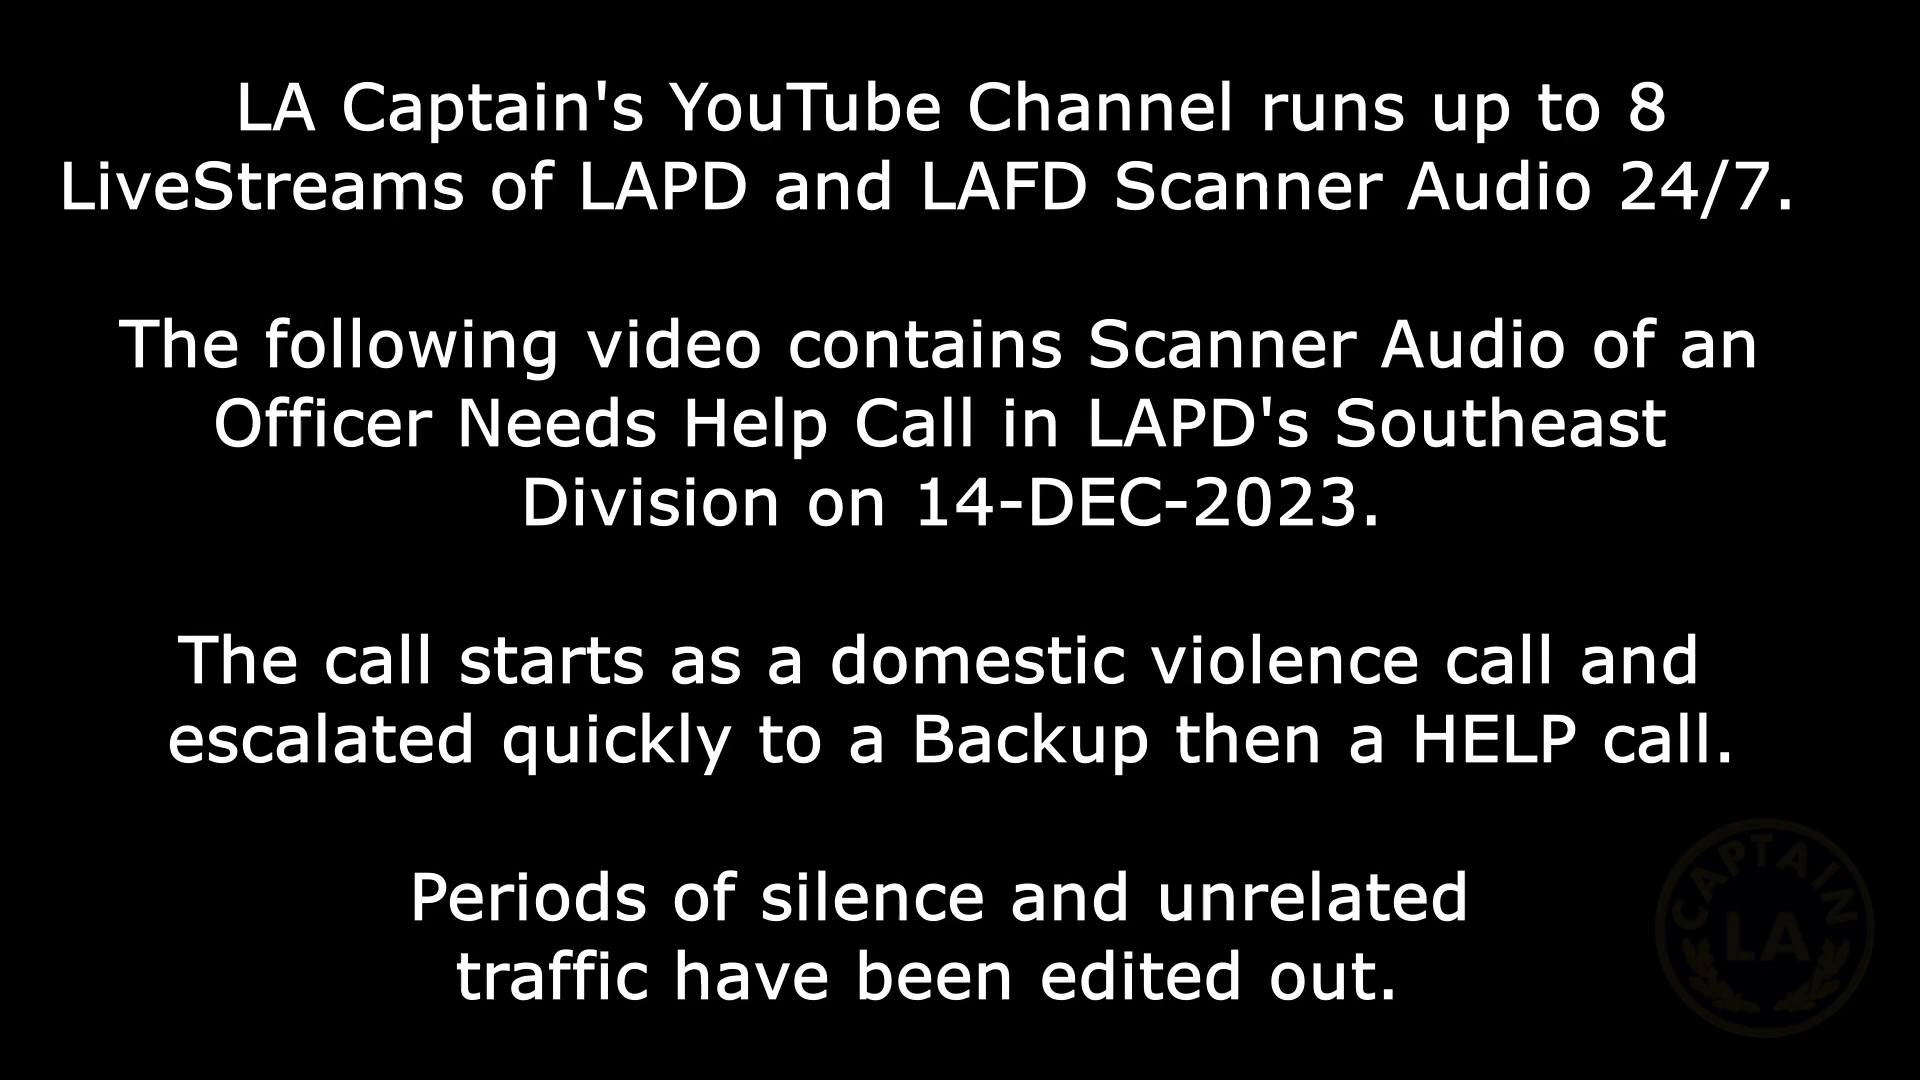 LA Captain's YouTube Channel runs up to 8
LiveStreams of LAPD and LAFD Scanner Audio 24/7.
The following video contains Scanner Audio of an
Officer Needs Help Call in LAPD's Southeast
Division on 14-DEC-2023.
The call starts as a domestic violence call and
escalated quickly to a Backup then a HELP call.
Periods of silence and unrelated
traffic have been edited out.
CAPTAIN
LA